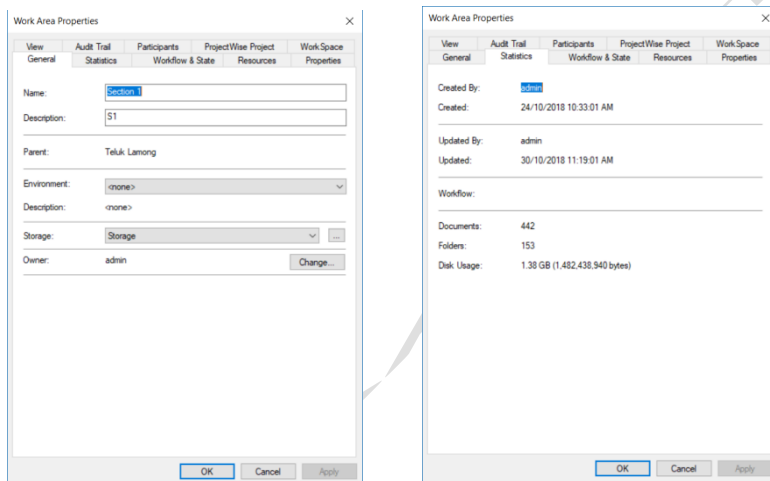 Work Area Properties
View Audit Trail Participants ProjectWise Project WorkSpace
General Statistics Workflow & State Resources Properties
Name: Section 1
Description: S1
Parent: Teluk Lamong
Environment: <none>
Description: <none>
Storage: Storage ...
Owner: admin Change...
OK Cancel Apply
Work Area Properties
View Audit Trail Participants ProjectWise Project WorkSpace
General Statistics Workflow & State Resources Properties
Created By: admin
Created: 24/10/2018 10:33:01 AM
Updated By: admin
Updated: 30/10/2018 11:19:01 AM
Workflow:
Documents: 442
Folders: 153
Disk Usage: 1.38 GB (1,482,438,940 bytes)
OK Cancel Apply